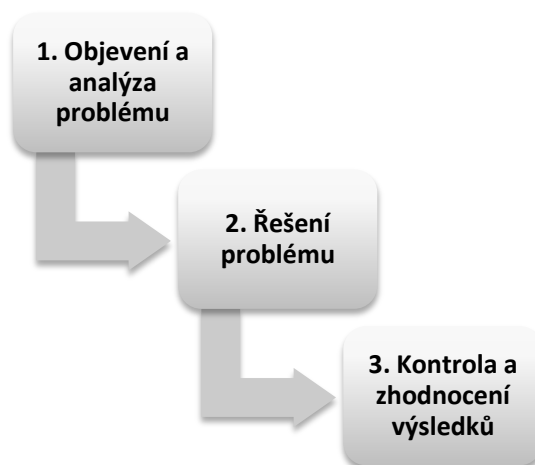 1. Objevení a
analýza
problému
2. Řešení
problému
3. Kontrola a
zhodnocení
výsledků